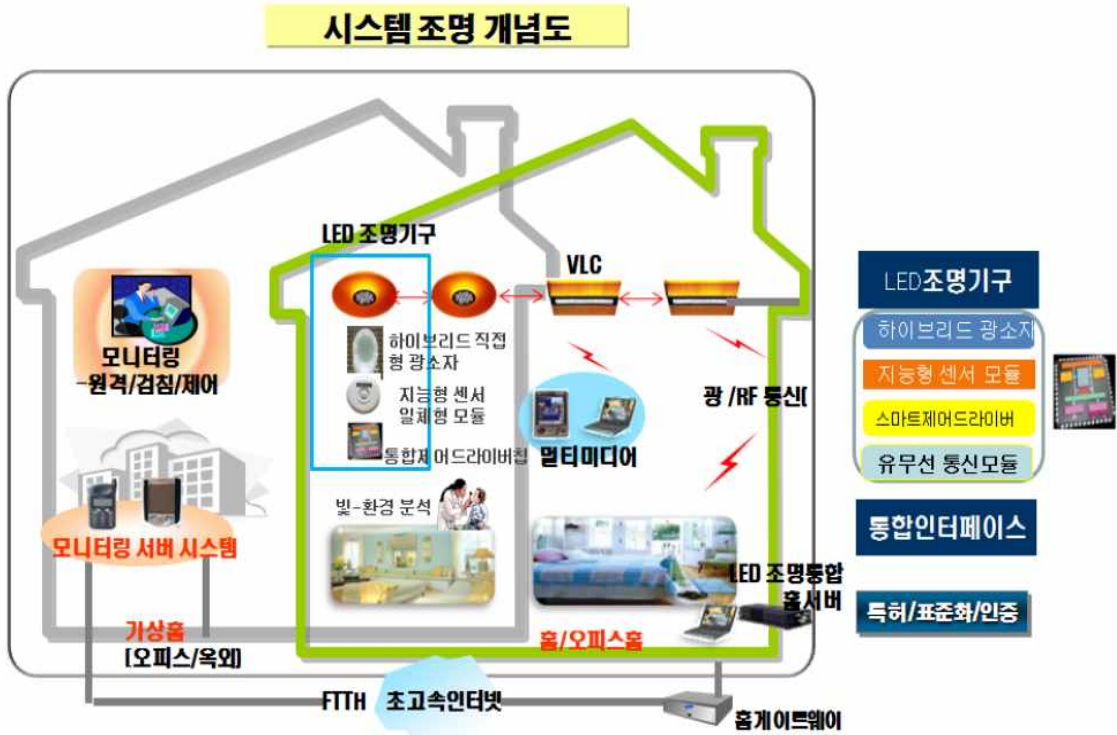 시스템 조명 개념도
LED 조명기구
VLC
하이브리드 직접
형 광소자
지능형 센서
일체형 모듈
통합제어드라이버칩
모니터링
-원격/검침/제어
멀티미디어
광 /RF 통신(
빛-환경 분석
모니터링 서버 시스템
LED 조명통합
홈서버
가상홈
(오피스/옥외)
홈/오피스홈
FTTH 초고속인터넷
홈게이트웨이
LED조명기구
하이브리드 광소자
지능형 센서 모듈
스마트제어드라이버
유무선 통신모듈
통합인터페이스
특허/표준화/인증